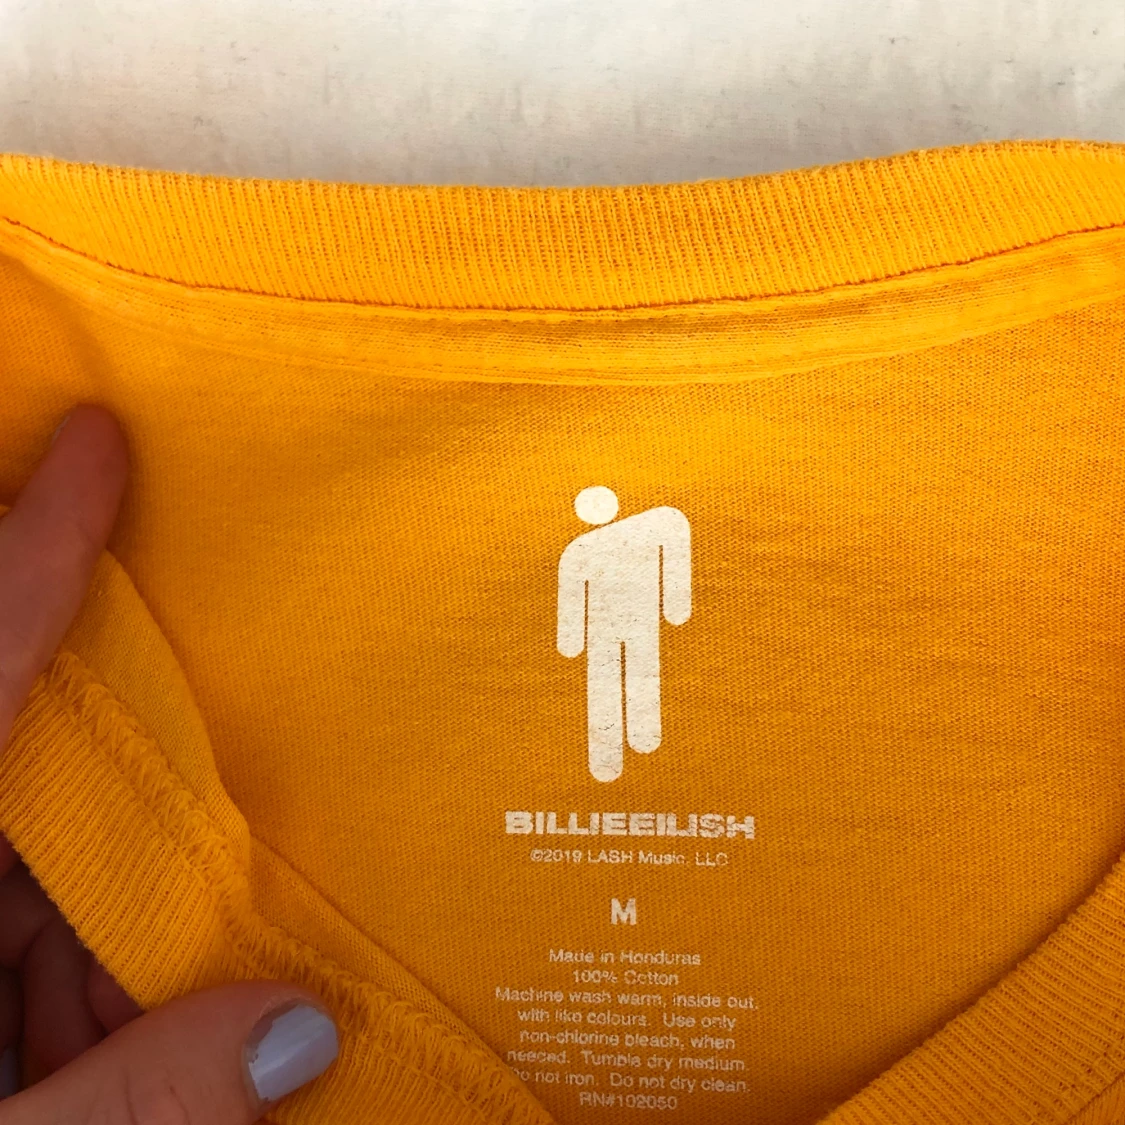 BILLIEEILISH
©2019 LASH Music, LLC
M
Made in Honduras
100% Cotton
Machine wash warm, inside out,
with like colours. Use only
non-chlorine bleach, when
needed. Tumble dry medium.
Do not iron. Do not dry clean.
RN#102050